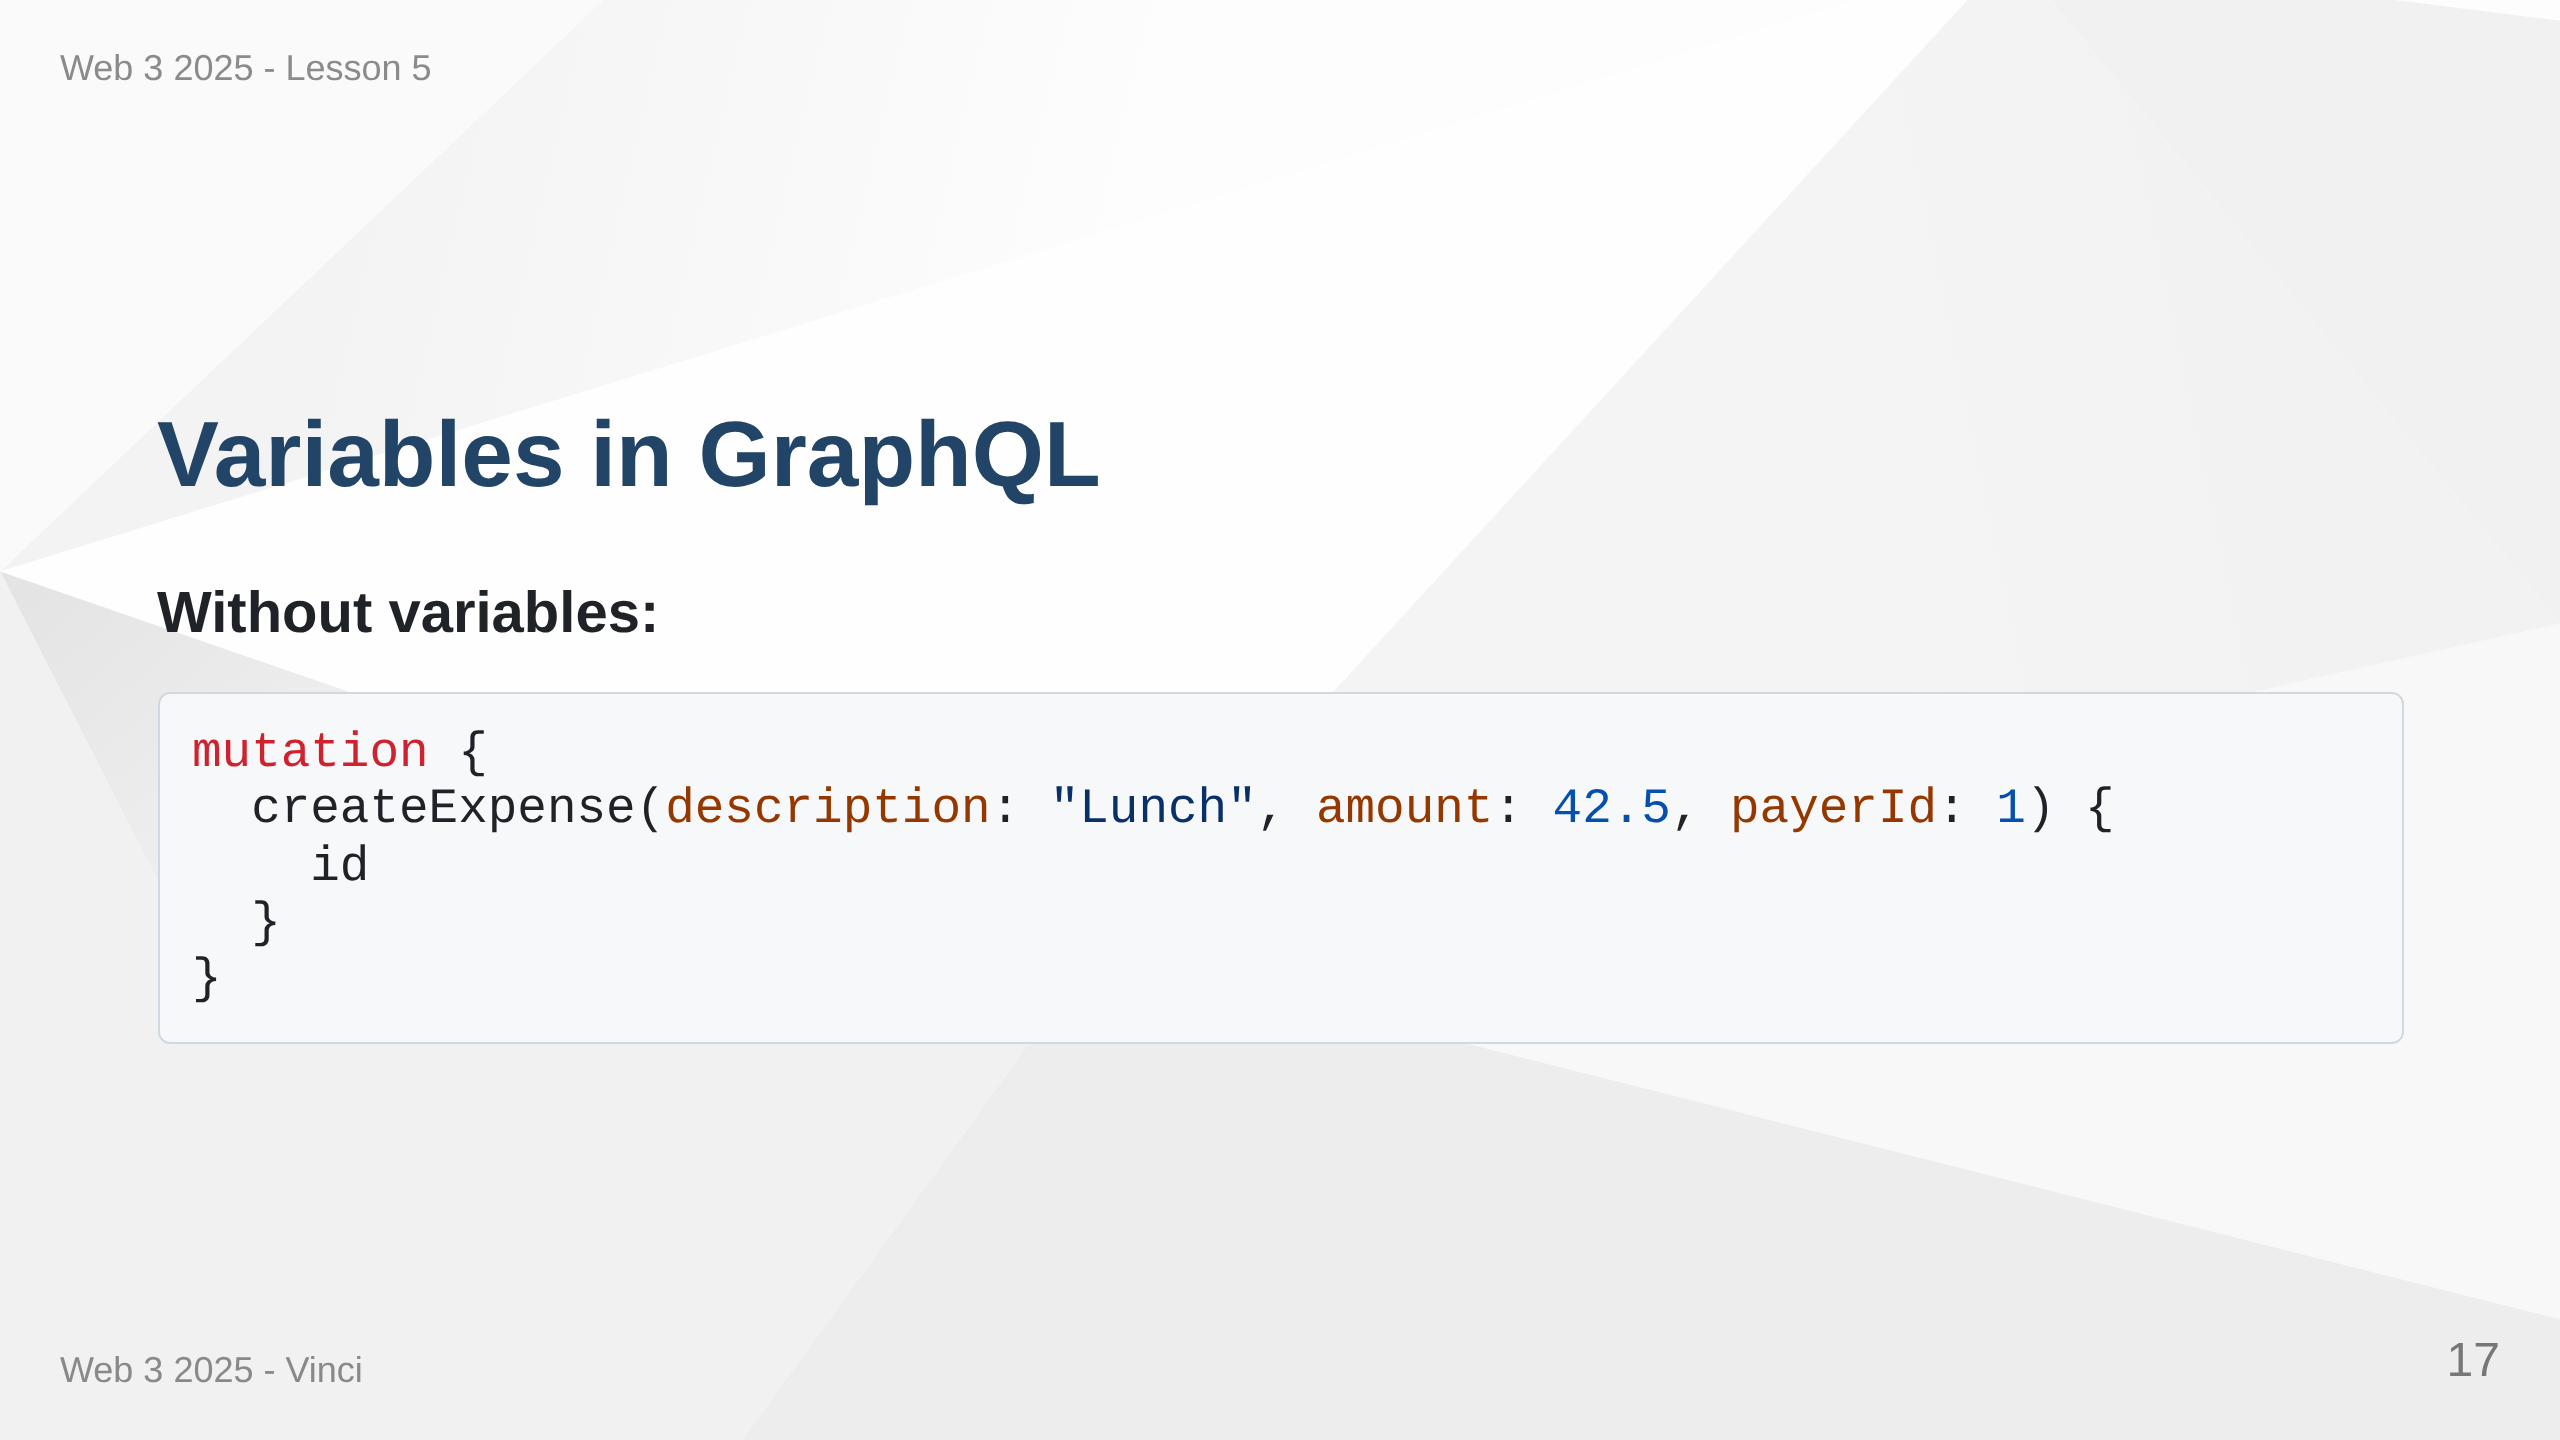 Web 3 2025 - Lesson 5
Variables in GraphQL
Without variables:
mutation {
  createExpense(description: "Lunch", amount: 42.5, payerId: 1) {
    id
  }
}
Web 3 2025 - Vinci
17